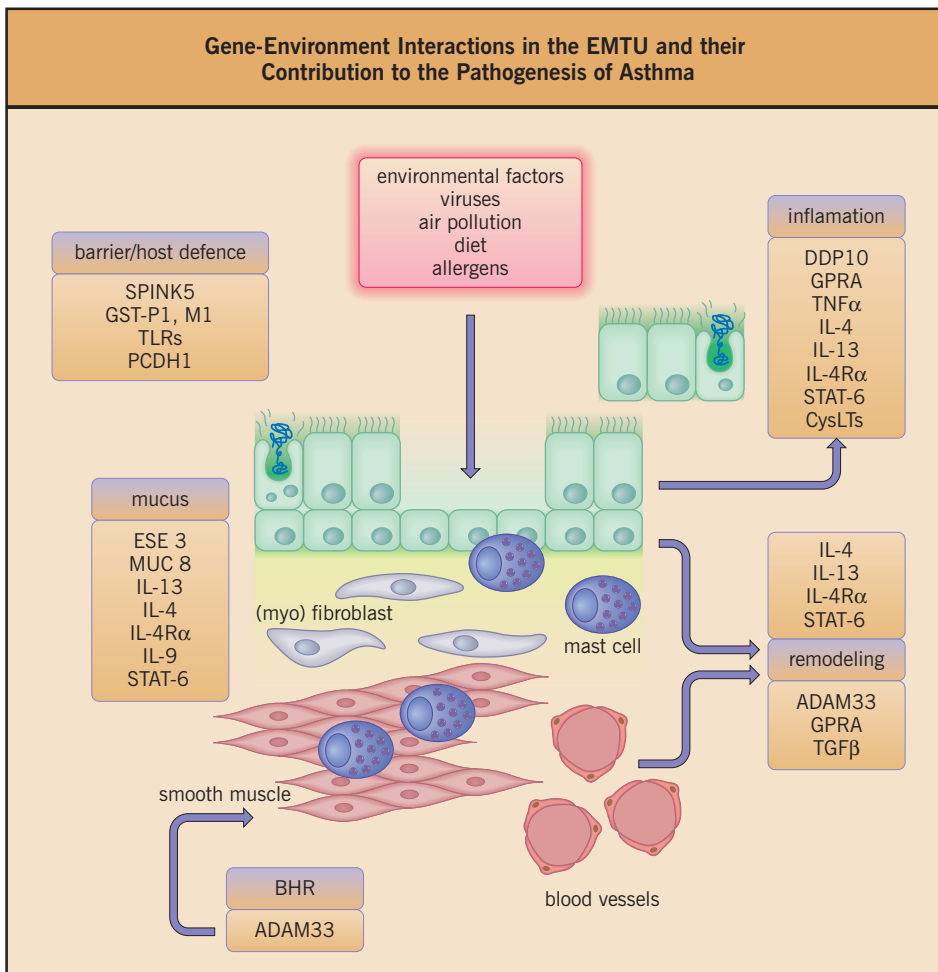 Gene-Environment Interactions in the EMTU and their
Contribution to the Pathogenesis of Asthma
environmental factors
viruses
air pollution
diet
allergens
barrier/host defence
SPINK5
GST-P1, M1
TLRs
PCDH1
inflamation
DDP10
GPRA
TNFα
IL-4
IL-13
IL-4Rα
STAT-6
CysLTs
mucus
ESE 3
MUC 8
IL-13
IL-4
IL-4Rα
IL-9
STAT-6
(myo) fibroblast
mast cell
IL-4
IL-13
IL-4Rα
STAT-6
remodeling
ADAM33
GPRA
TGFβ
smooth muscle
blood vessels
BHR
ADAM33